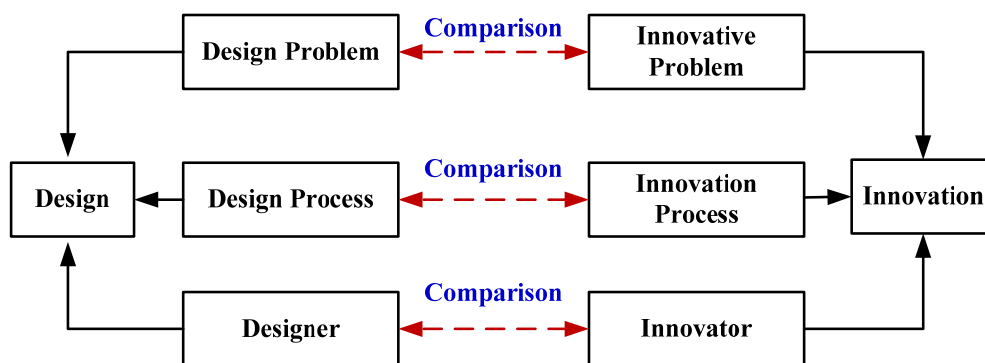 Design Problem
Comparison
Innovative
Problem
Design
Design Process
Comparison
Innovation
Process
Innovation
Designer
Comparison
Innovator